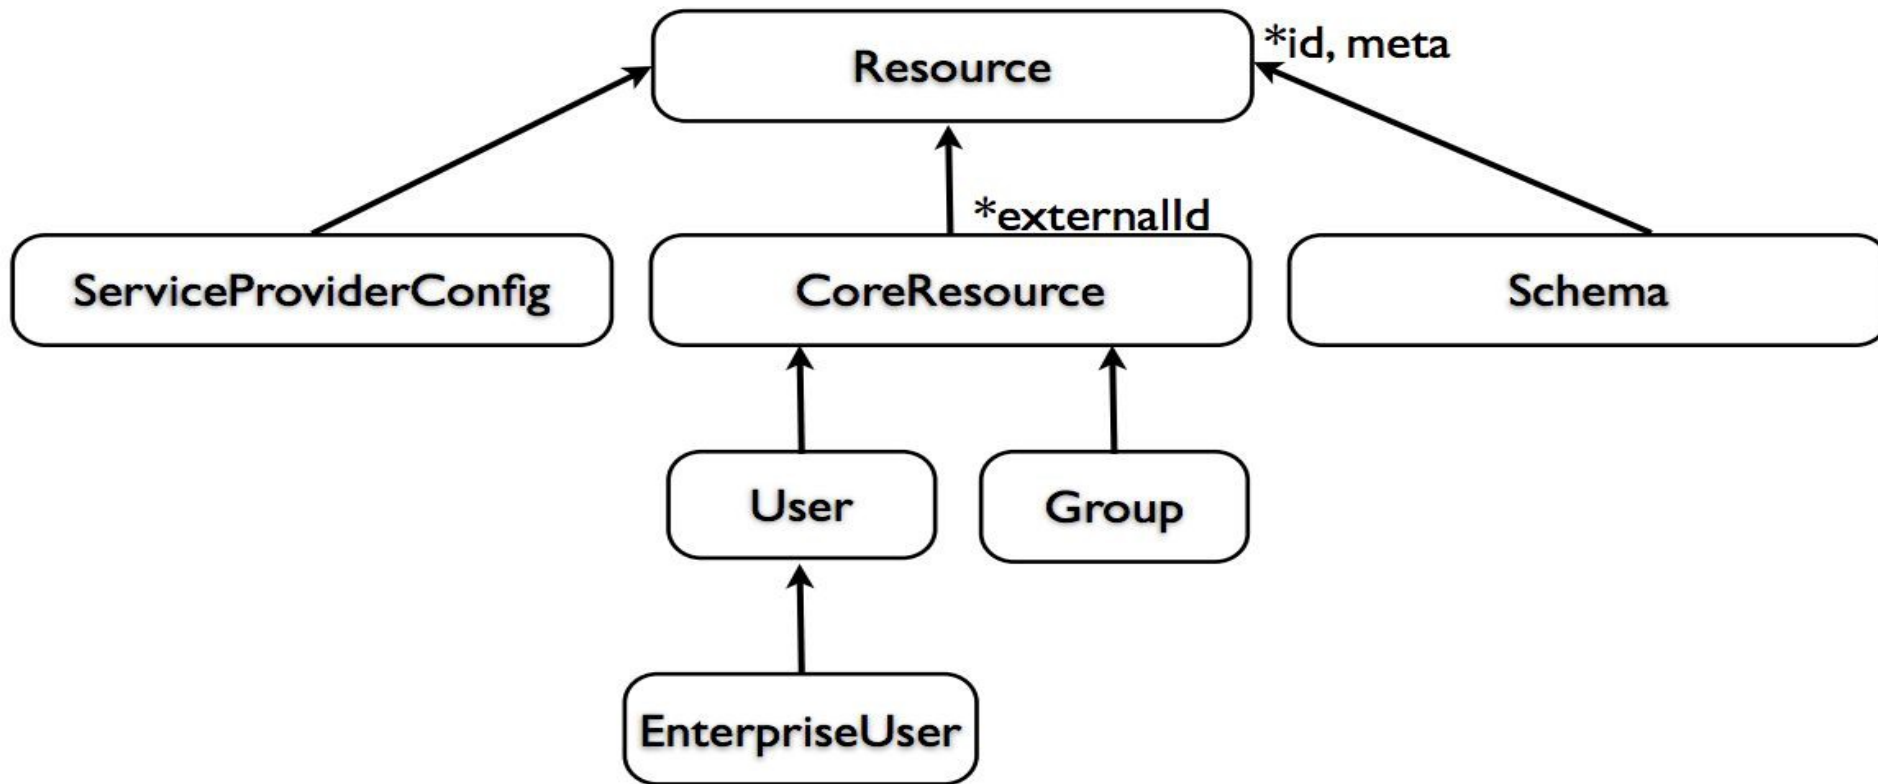 Resource
*id, meta
*externalId
ServiceProviderConfig
CoreResource
Schema
User
Group
EnterpriseUser